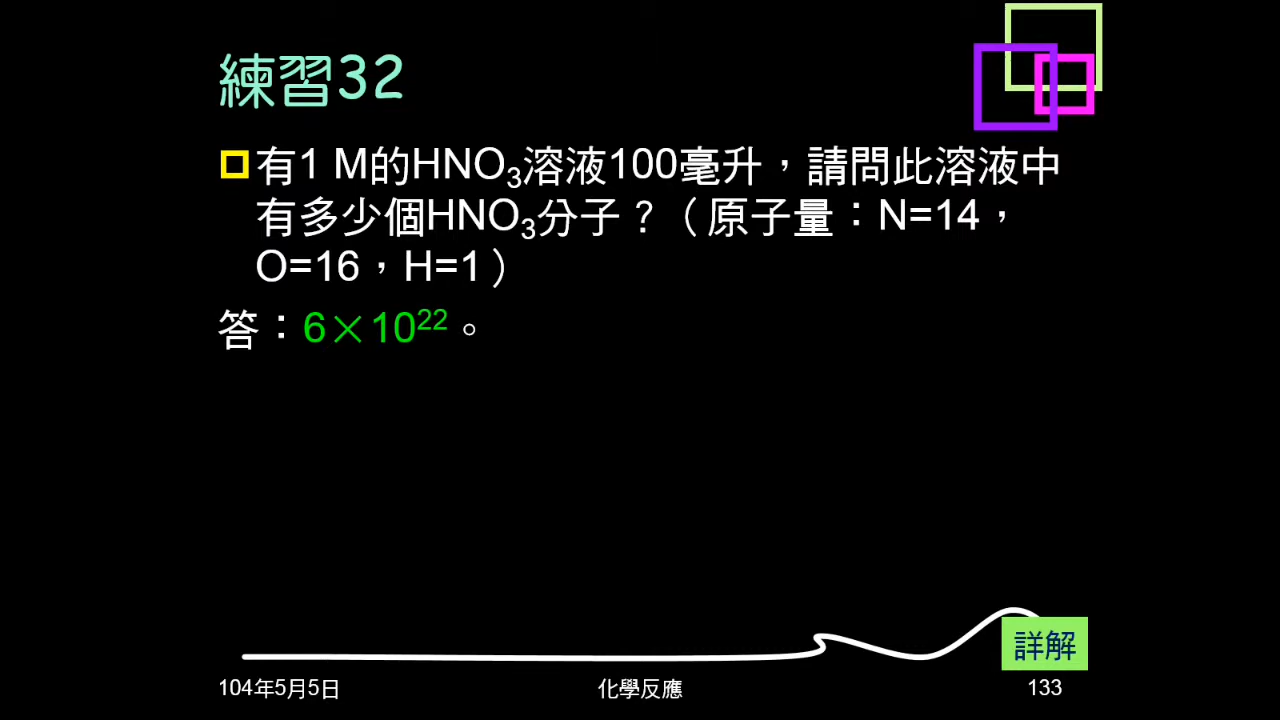 練習32
有1 M的HNO₃溶液100毫升，請問此溶液中
有多少個HNO₃分子？（原子量：N=14，
O=16，H=1）
答：6×10²²。
詳解
104年5月5日
化學反應
133